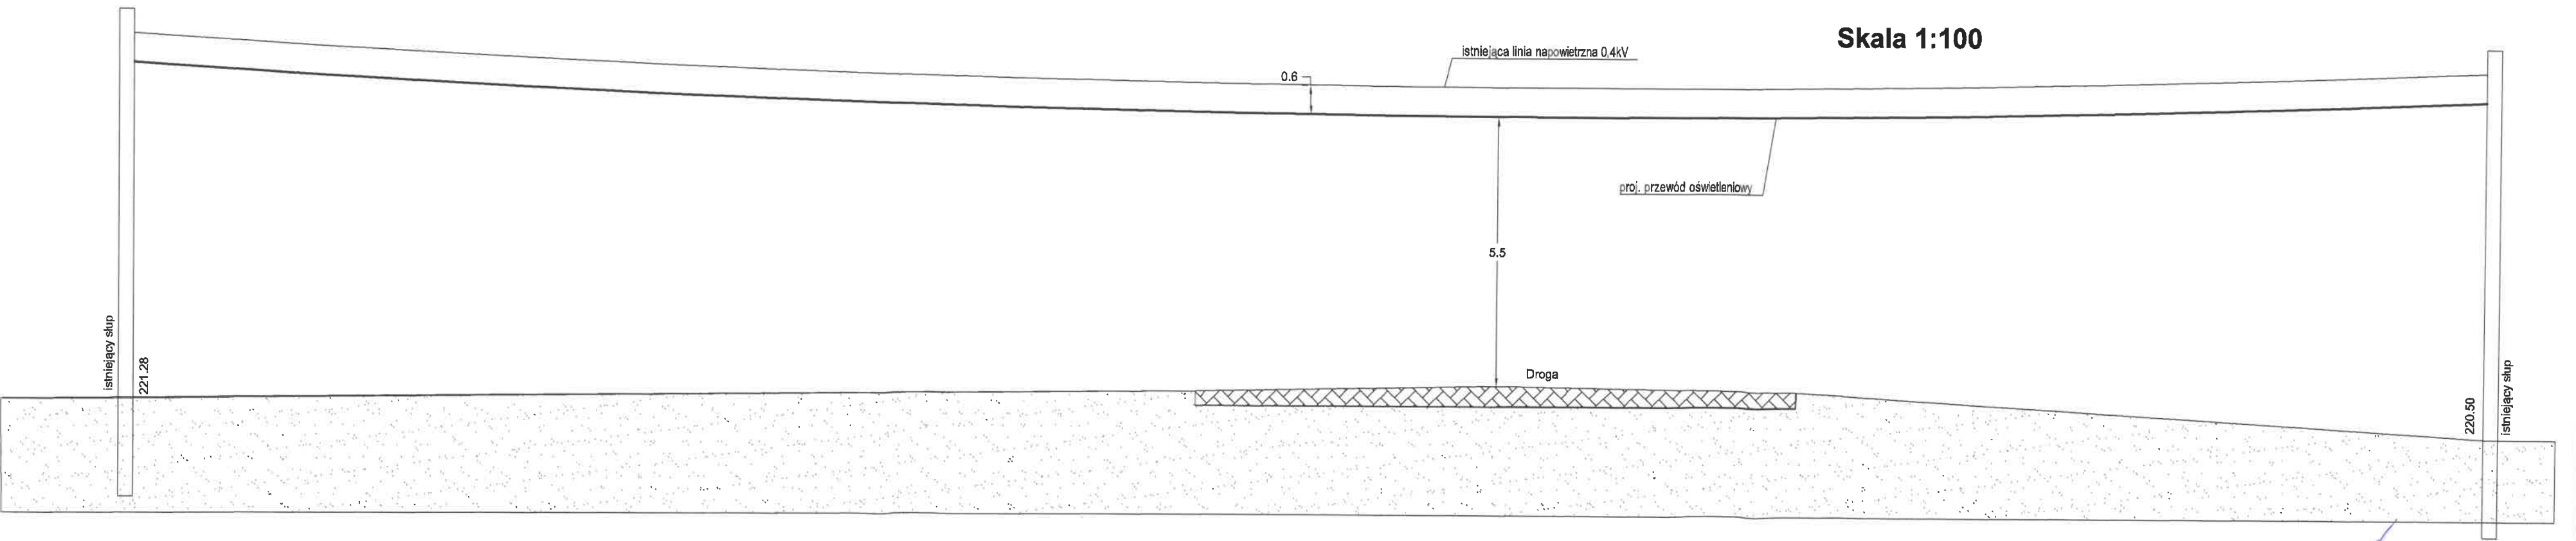 Skala 1:100
istniejąca linia napowietrzna 0,4kV
0.6
proj. przewód oświetleniowy
5.5
Droga
istniejący słup
221.28
220.50
istniejący słup